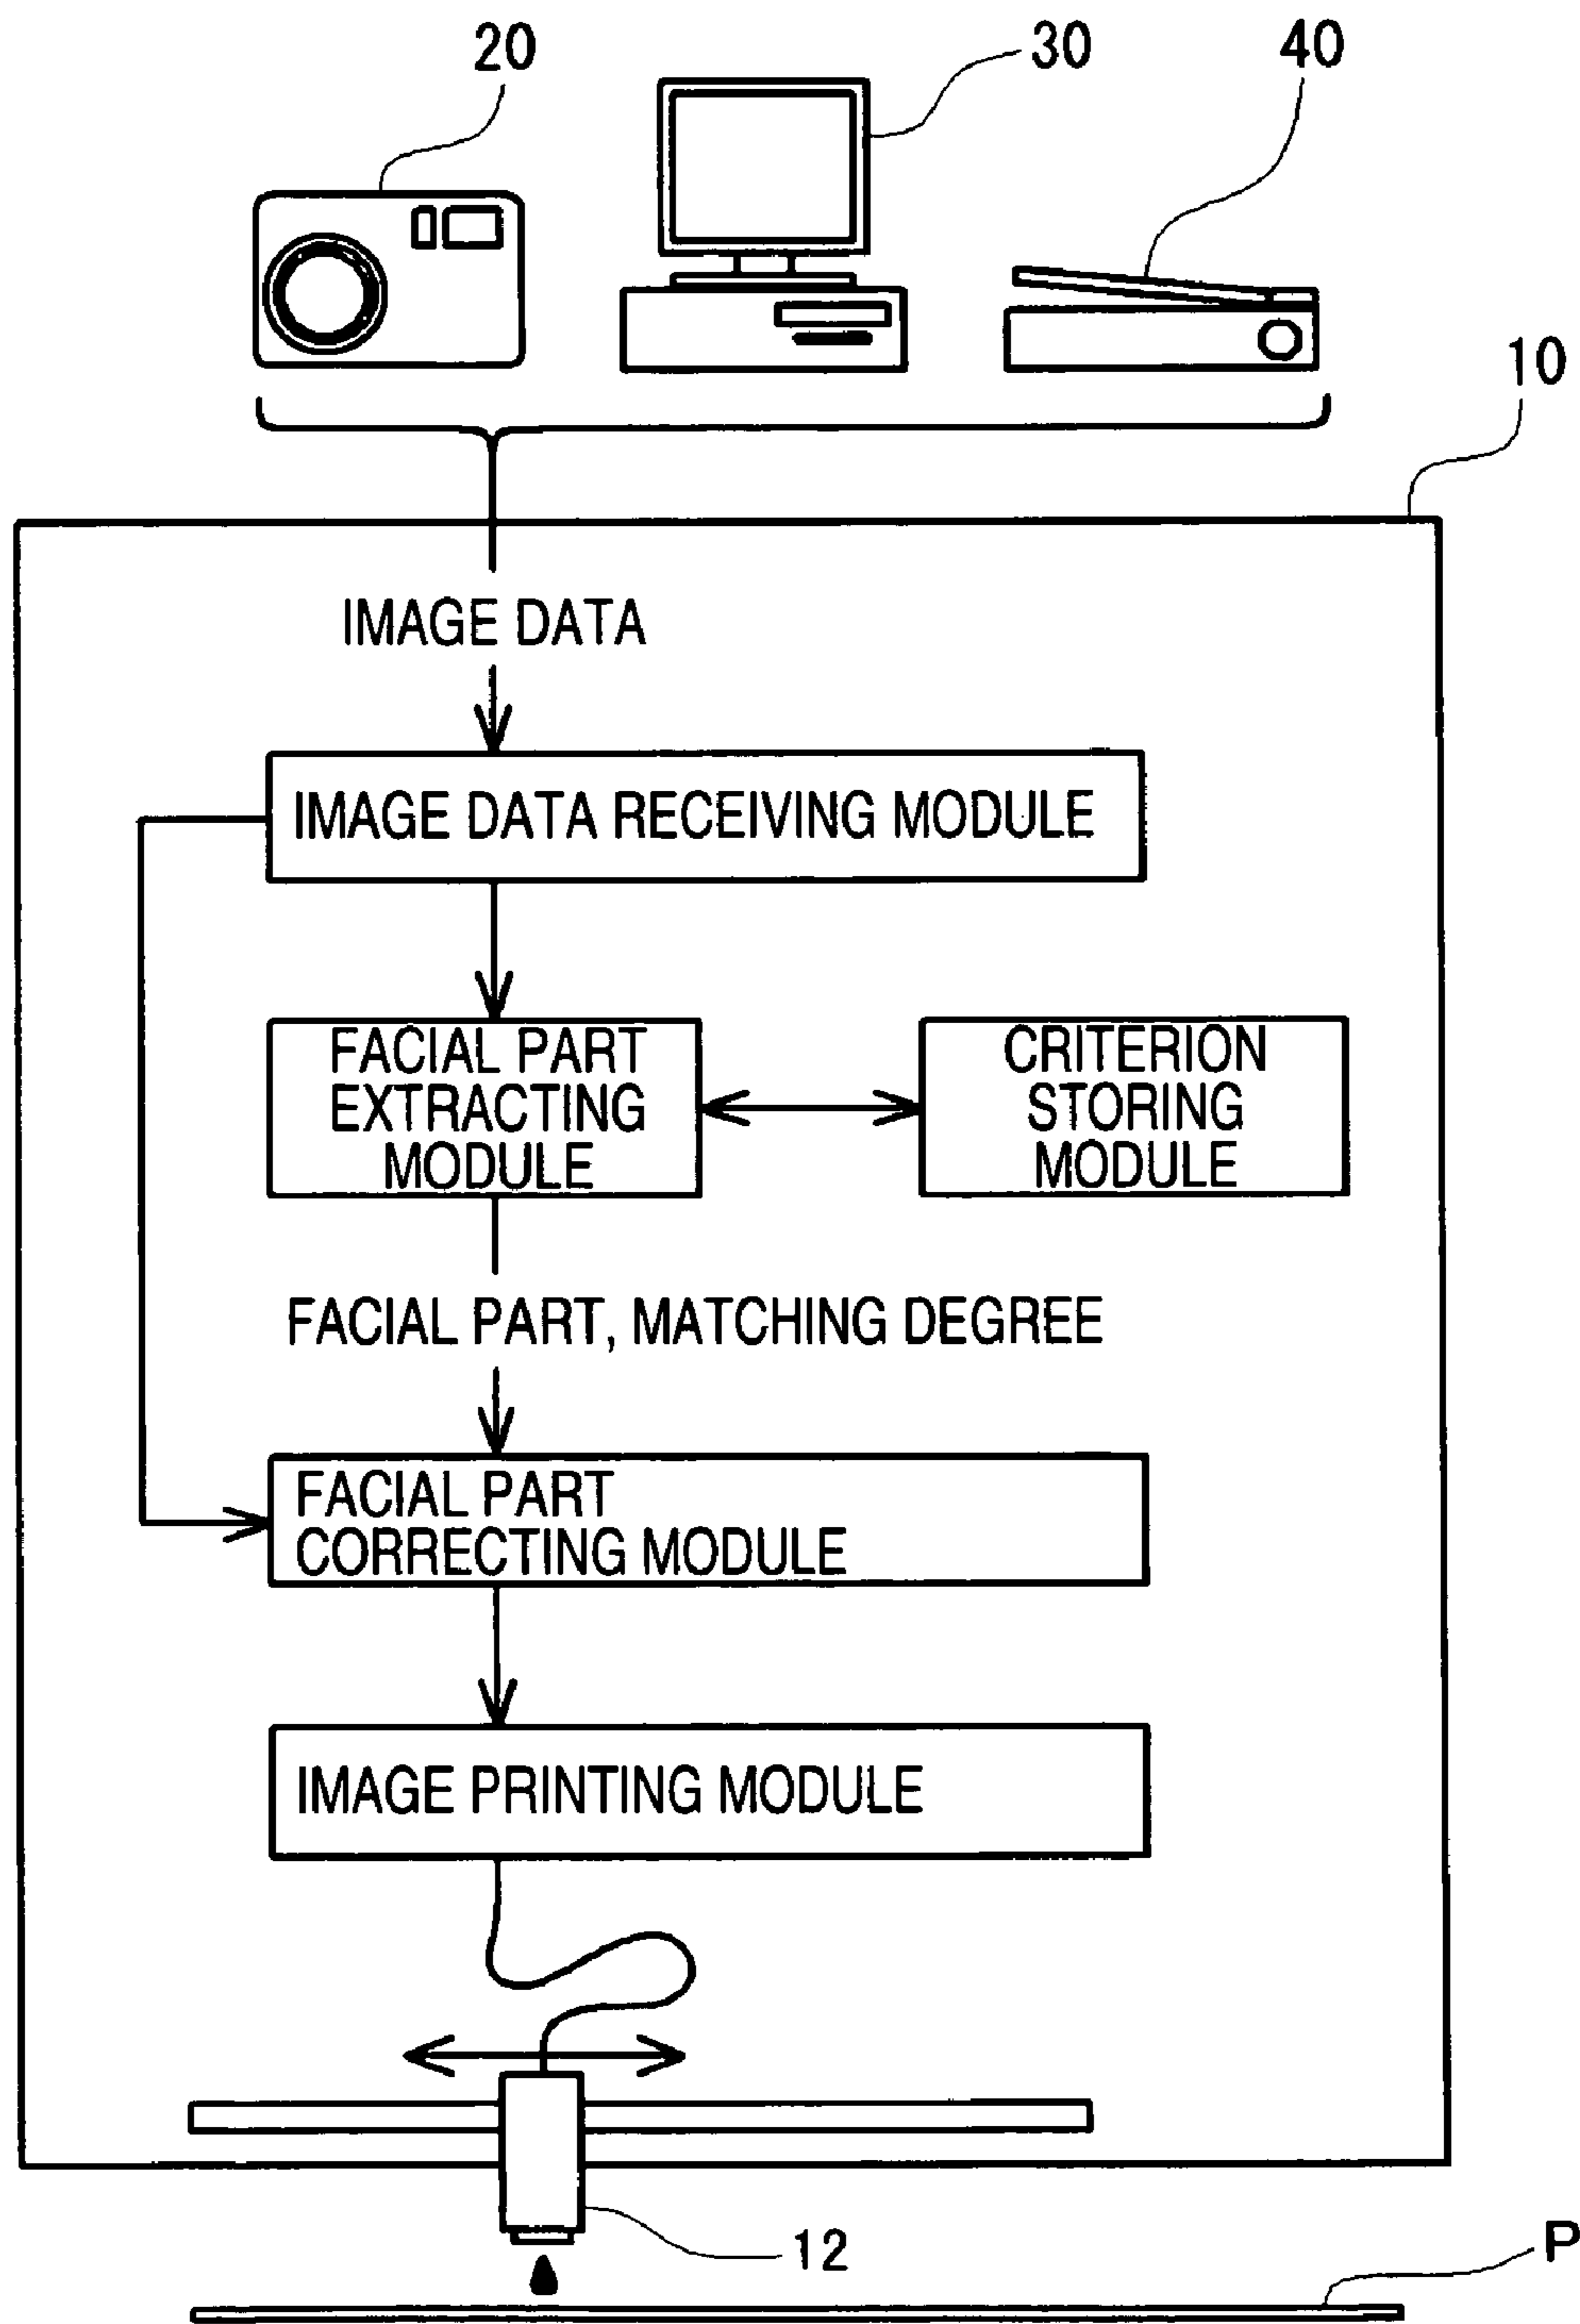 20
30
40
10
IMAGE DATA
IMAGE DATA RECEIVING MODULE
FACIAL PART
EXTRACTING
MODULE
CRITERION
STORING
MODULE
FACIAL PART, MATCHING DEGREE
FACIAL PART
CORRECTING MODULE
IMAGE PRINTING MODULE
12
P